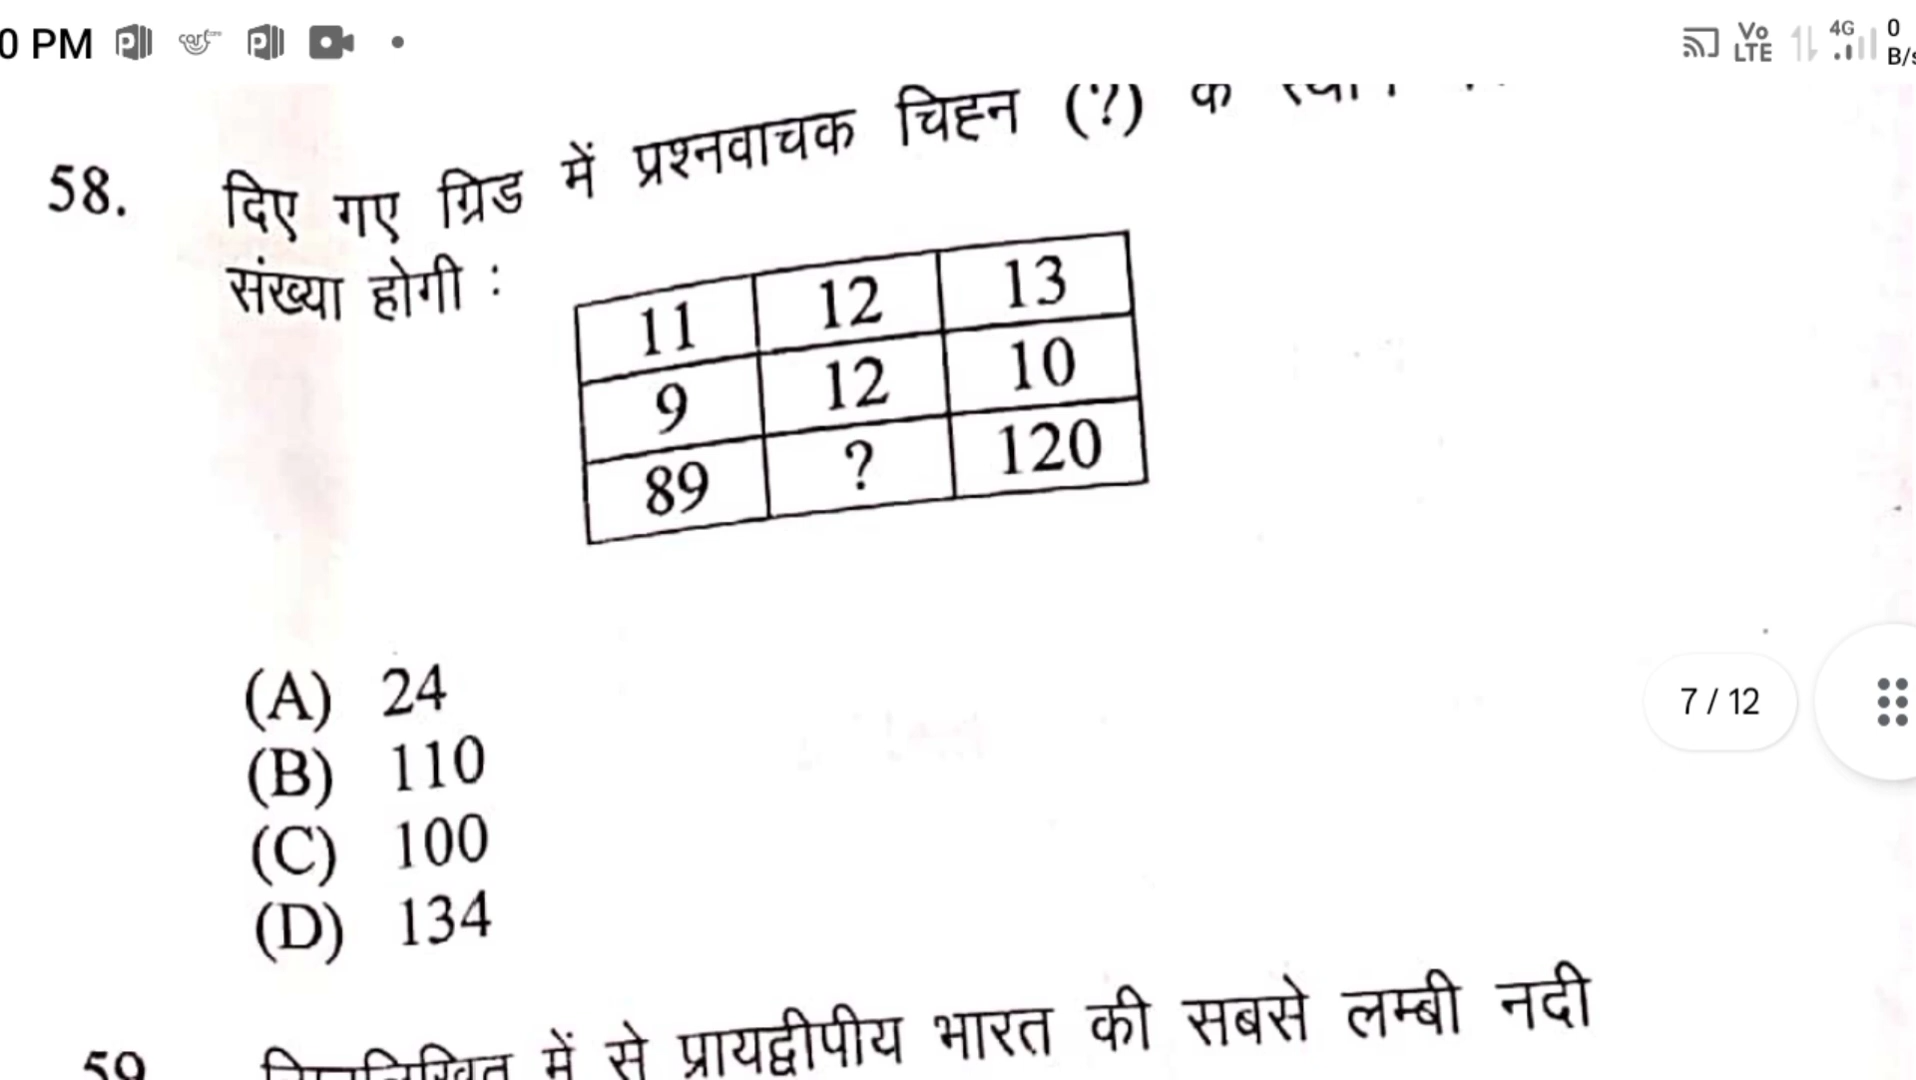 0 PM
Vo LTE 4G 0 B/s
58. दिए गए ग्रिड में प्रश्नवाचक चिह्न (?) के
संख्या होगी :
11 12 13
9 12 10
89 ? 120
(A) 24
(B) 110
(C) 100
(D) 134
7 / 12
59 में से प्रायद्वीपीय भारत की सबसे लम्बी नदी